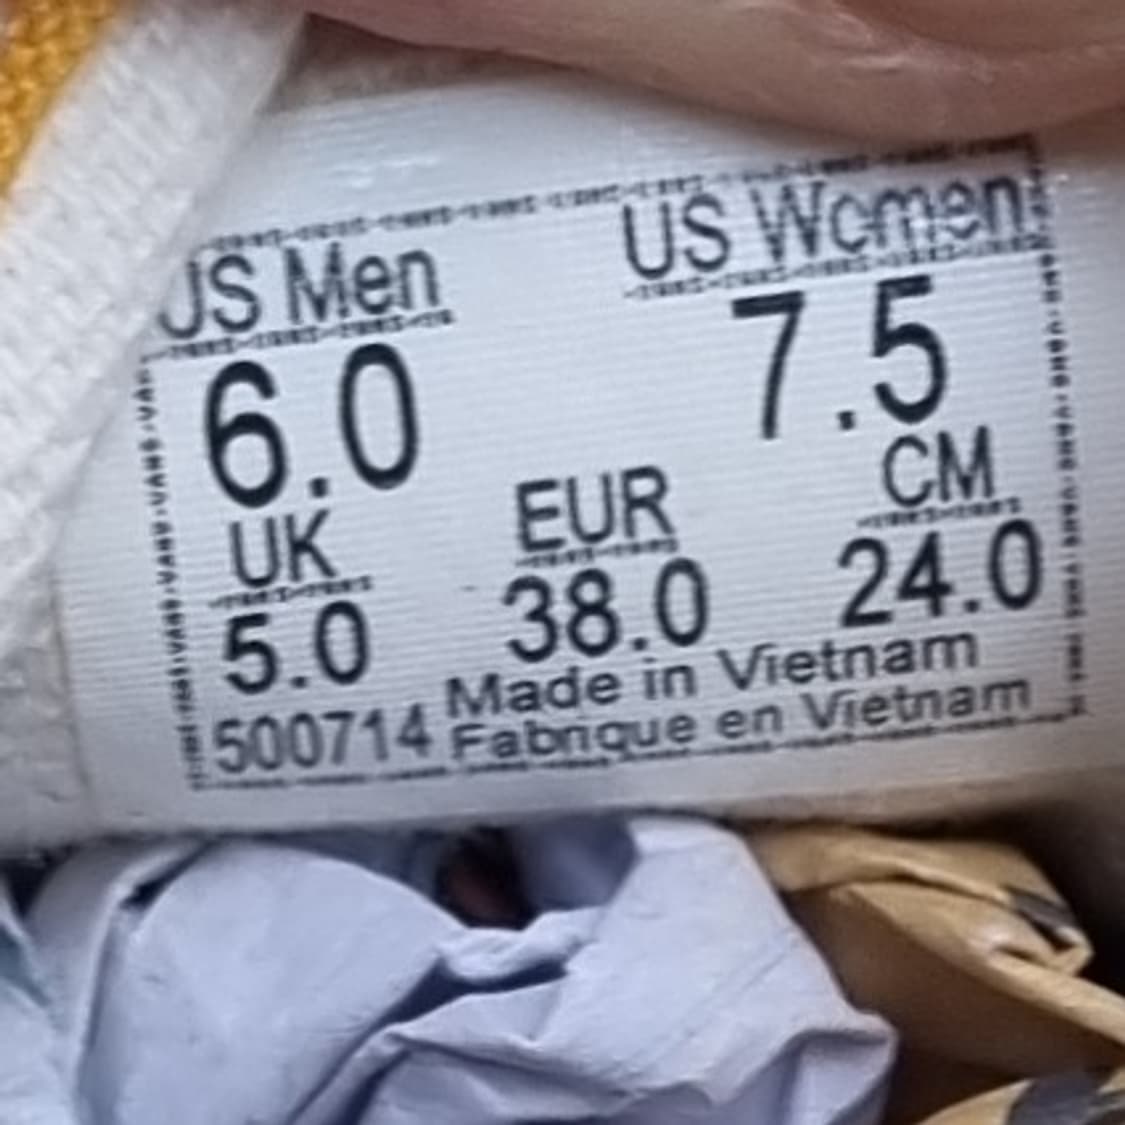 US Men US Women
6.0 7.5
UK EUR CM
5.0 38.0 24.0
Made in Vietnam
500714 Fabrique en Vietnam